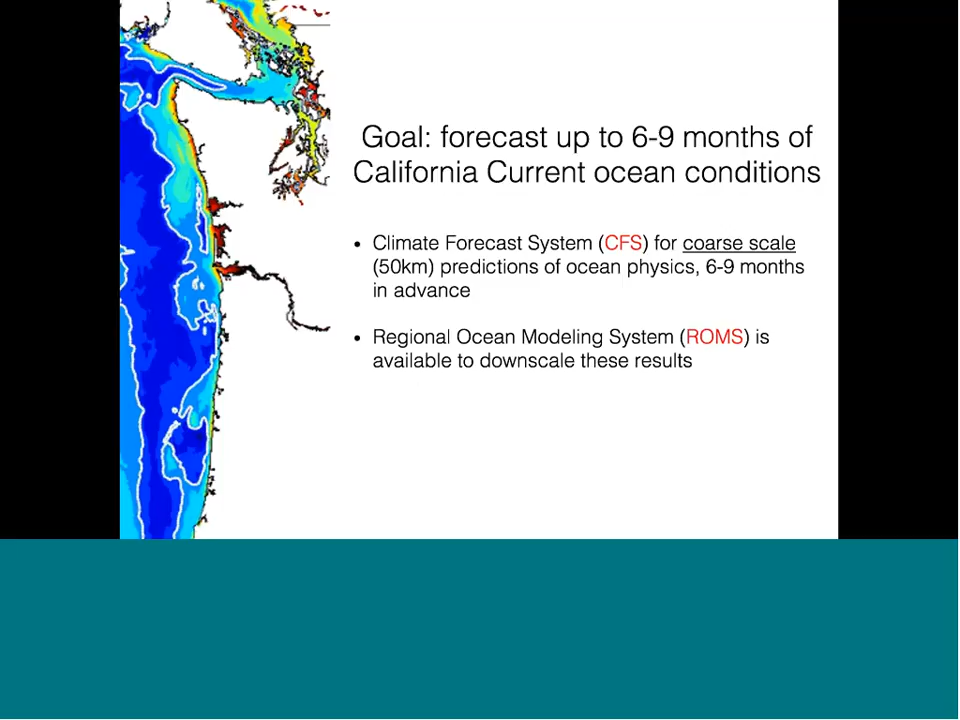 Goal: forecast up to 6-9 months of
California Current ocean conditions
• Climate Forecast System (CFS) for coarse scale
(50km) predictions of ocean physics, 6-9 months
in advance
• Regional Ocean Modeling System (ROMS) is
available to downscale these results